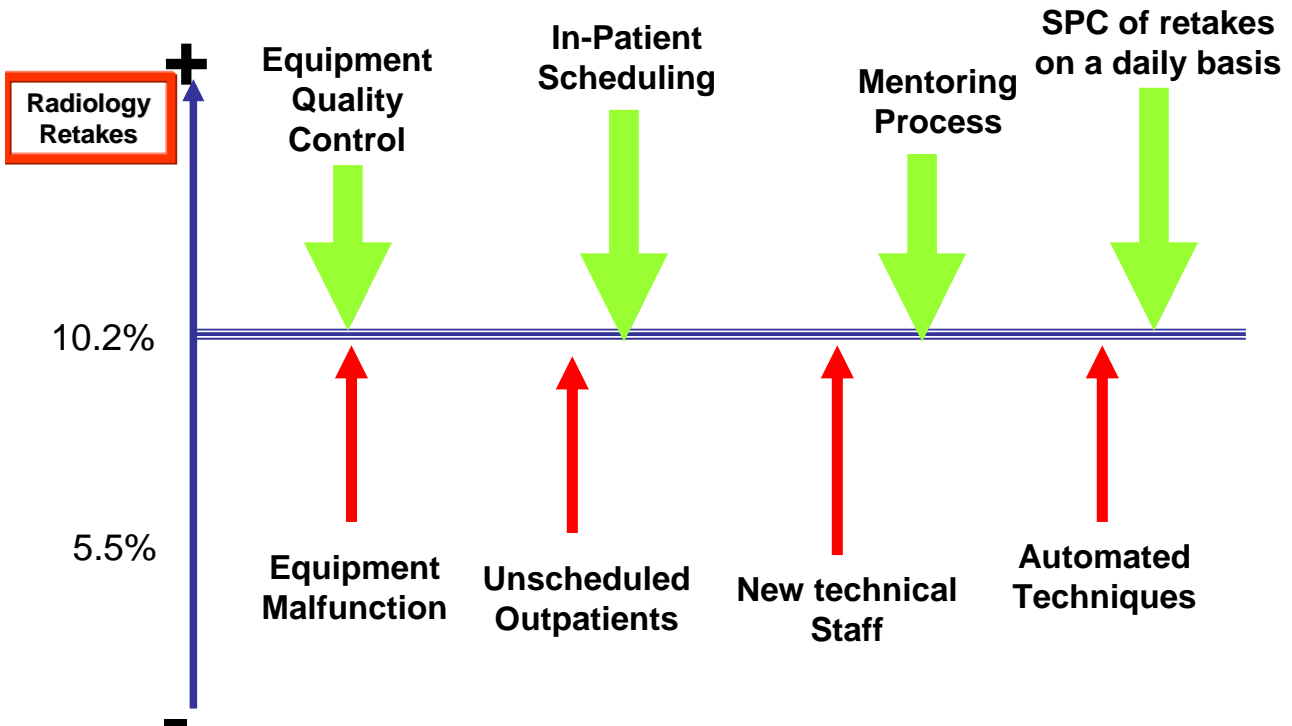 +
Radiology
Retakes
Equipment
Quality
Control
In-Patient
Scheduling
Mentoring
Process
SPC of retakes
on a daily basis
10.2%
5.5%
Equipment
Malfunction
Unscheduled
Outpatients
New technical
Staff
Automated
Techniques
-